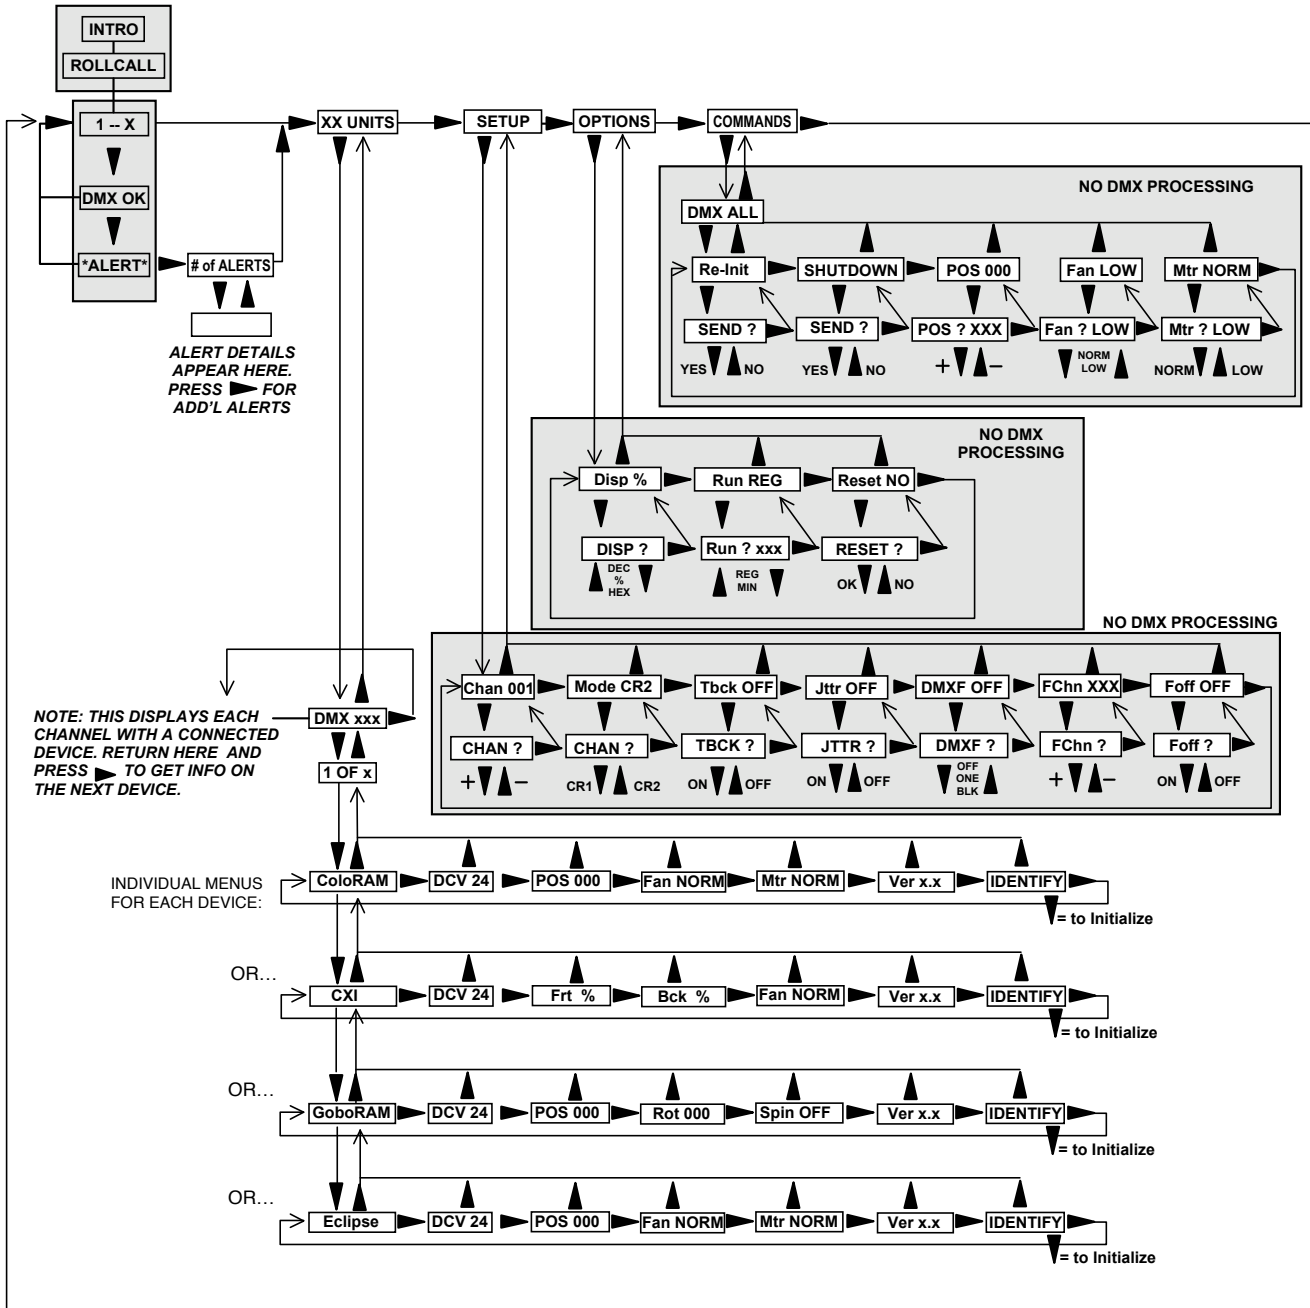 INTRO
ROLLCALL
1 -- X
XX UNITS
SETUP
OPTIONS
COMMANDS
DMX OK
*ALERT*
# of ALERTS
ALERT DETAILS
APPEAR HERE.
PRESS FOR
ADD'L ALERTS
NO DMX PROCESSING
DMX ALL
Re-Init
SHUTDOWN
POS 000
Fan LOW
Mtr NORM
SEND ?
SEND ?
POS ? XXX
Fan ? LOW
Mtr ? LOW
YES NO
YES NO
+ –
NORM
LOW
NORM LOW
NO DMX
PROCESSING
Disp %
Run REG
Reset NO
DISP ?
Run ? xxx
RESET ?
DEC
%
HEX
REG
MIN
OK NO
NO DMX PROCESSING
Chan 001
Mode CR2
Tbck OFF
Jttr OFF
DMXF OFF
FChn XXX
Foff OFF
CHAN ?
CHAN ?
TBCK ?
JTTR ?
DMXF ?
FChn ?
Foff ?
+ –
CR1 CR2
ON OFF
ON OFF
OFF
ONE
BLK
+ –
ON OFF
NOTE: THIS DISPLAYS EACH
CHANNEL WITH A CONNECTED
DEVICE. RETURN HERE AND
PRESS TO GET INFO ON
THE NEXT DEVICE.
DMX xxx
1 OF x
INDIVIDUAL MENUS
FOR EACH DEVICE:
ColoRAM
DCV 24
POS 000
Fan NORM
Mtr NORM
Ver x.x
IDENTIFY
= to Initialize
OR…
CXI
DCV 24
Frt %
Bck %
Fan NORM
Ver x.x
IDENTIFY
= to Initialize
OR…
GoboRAM
DCV 24
POS 000
Rot 000
Spin OFF
Ver x.x
IDENTIFY
= to Initialize
OR…
Eclipse
DCV 24
POS 000
Fan NORM
Mtr NORM
Ver x.x
IDENTIFY
= to Initialize